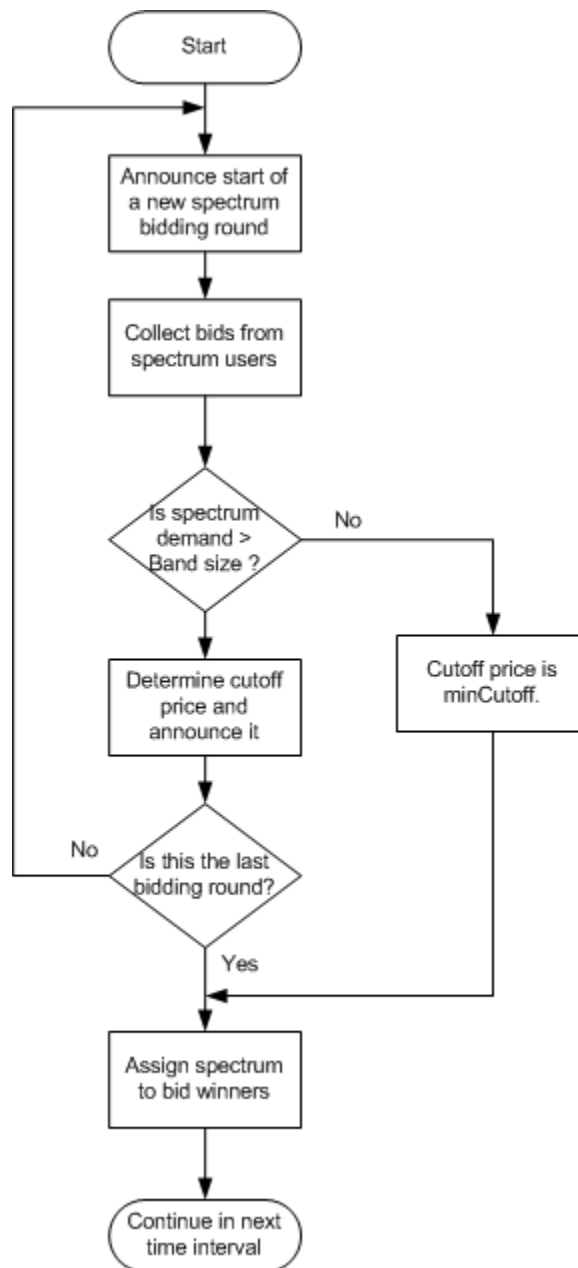 Start
Announce start of
a new spectrum
bidding round
Collect bids from
spectrum users
Is spectrum
demand >
Band size ?
No
Determine cutoff
price and
announce it
Cutoff price is
minCutoff.
No
Is this the last
bidding round?
Yes
Assign spectrum
to bid winners
Continue in next
time interval